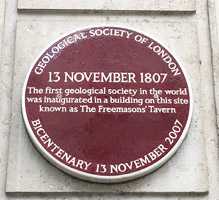 GEOLOGICAL SOCIETY OF LONDON
13 NOVEMBER 1807
The first geological society in the world
was inaugurated in a building on this site
known as The Freemasons' Tavern
BICENTENARY 13 NOVEMBER 2007